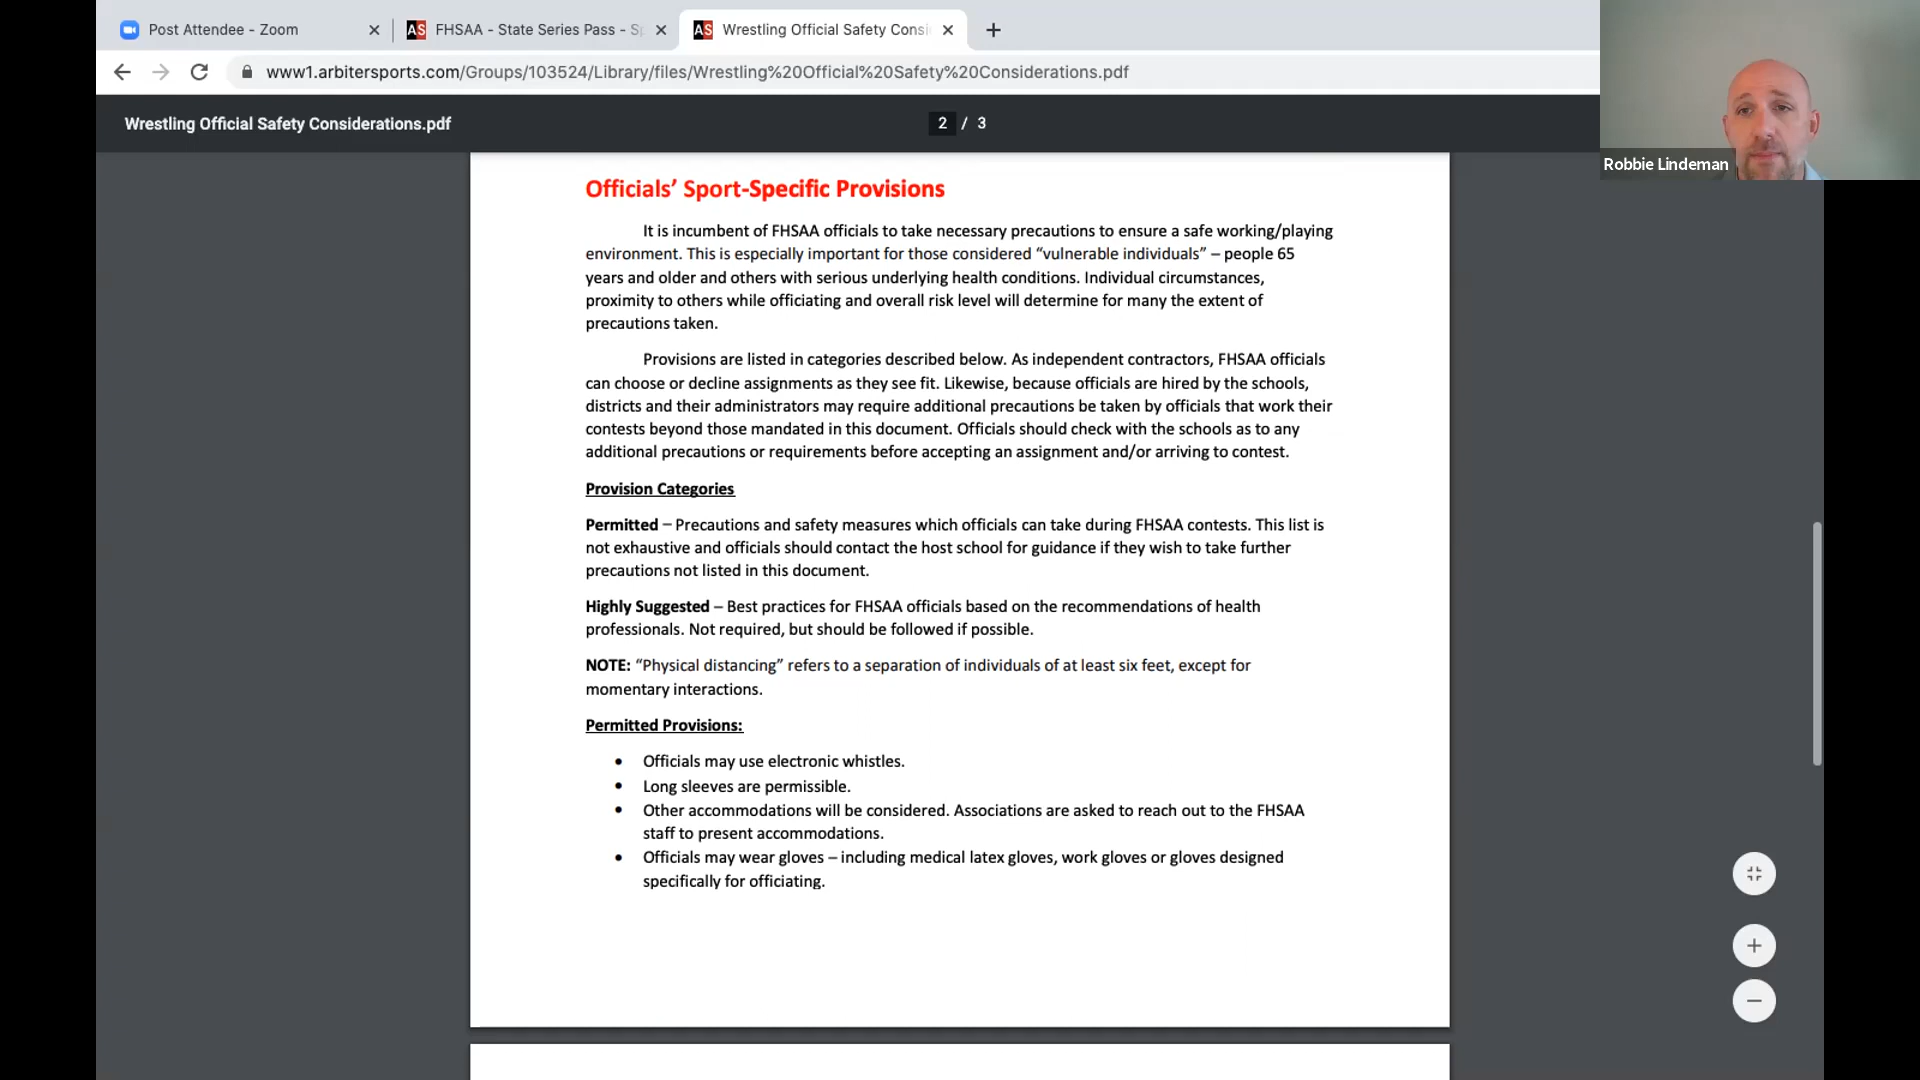 Post Attendee - Zoom
FHSAA - State Series Pass - S
Wrestling Official Safety Consi
www1.arbitersports.com/Groups/103524/Library/files/Wrestling%20Official%20Safety%20Considerations.pdf
Wrestling Official Safety Considerations.pdf
2 / 3
Robbie Lindeman
Officials’ Sport-Specific Provisions
It is incumbent of FHSAA officials to take necessary precautions to ensure a safe working/playing
environment. This is especially important for those considered “vulnerable individuals” – people 65
years and older and others with serious underlying health conditions. Individual circumstances,
proximity to others while officiating and overall risk level will determine for many the extent of
precautions taken.
Provisions are listed in categories described below. As independent contractors, FHSAA officials
can choose or decline assignments as they see fit. Likewise, because officials are hired by the schools,
districts and their administrators may require additional precautions be taken by officials that work their
contests beyond those mandated in this document. Officials should check with the schools as to any
additional precautions or requirements before accepting an assignment and/or arriving to contest.
Provision Categories
Permitted – Precautions and safety measures which officials can take during FHSAA contests. This list is
not exhaustive and officials should contact the host school for guidance if they wish to take further
precautions not listed in this document.
Highly Suggested – Best practices for FHSAA officials based on the recommendations of health
professionals. Not required, but should be followed if possible.
NOTE: “Physical distancing” refers to a separation of individuals of at least six feet, except for
momentary interactions.
Permitted Provisions:
• Officials may use electronic whistles.
• Long sleeves are permissible.
• Other accommodations will be considered. Associations are asked to reach out to the FHSAA
staff to present accommodations.
• Officials may wear gloves – including medical latex gloves, work gloves or gloves designed
specifically for officiating.